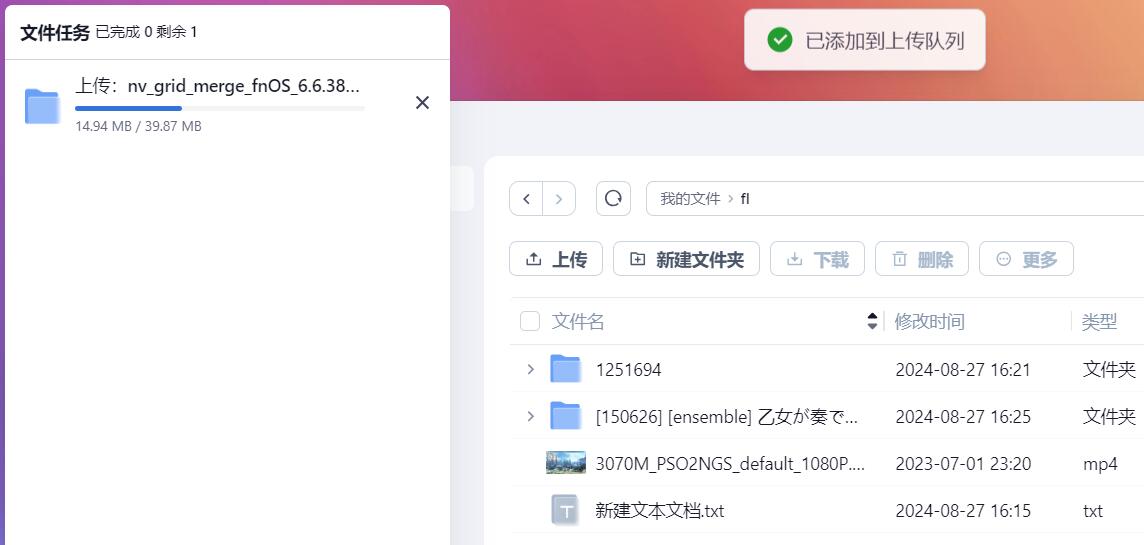 文件任务 已完成 0 剩余 1
上传：nv_grid_merge_fnOS_6.6.38...
14.94 MB / 39.87 MB
已添加到上传队列
我的文件 › fl
上传 新建文件夹 下载 删除 更多
文件名 修改时间 类型
1251694 2024-08-27 16:21 文件夹
[150626] [ensemble] 乙女が奏で... 2024-08-27 16:25 文件夹
3070M_PSO2NGS_default_1080P.... 2023-07-01 23:20 mp4
新建文本文档.txt 2024-08-27 16:15 txt